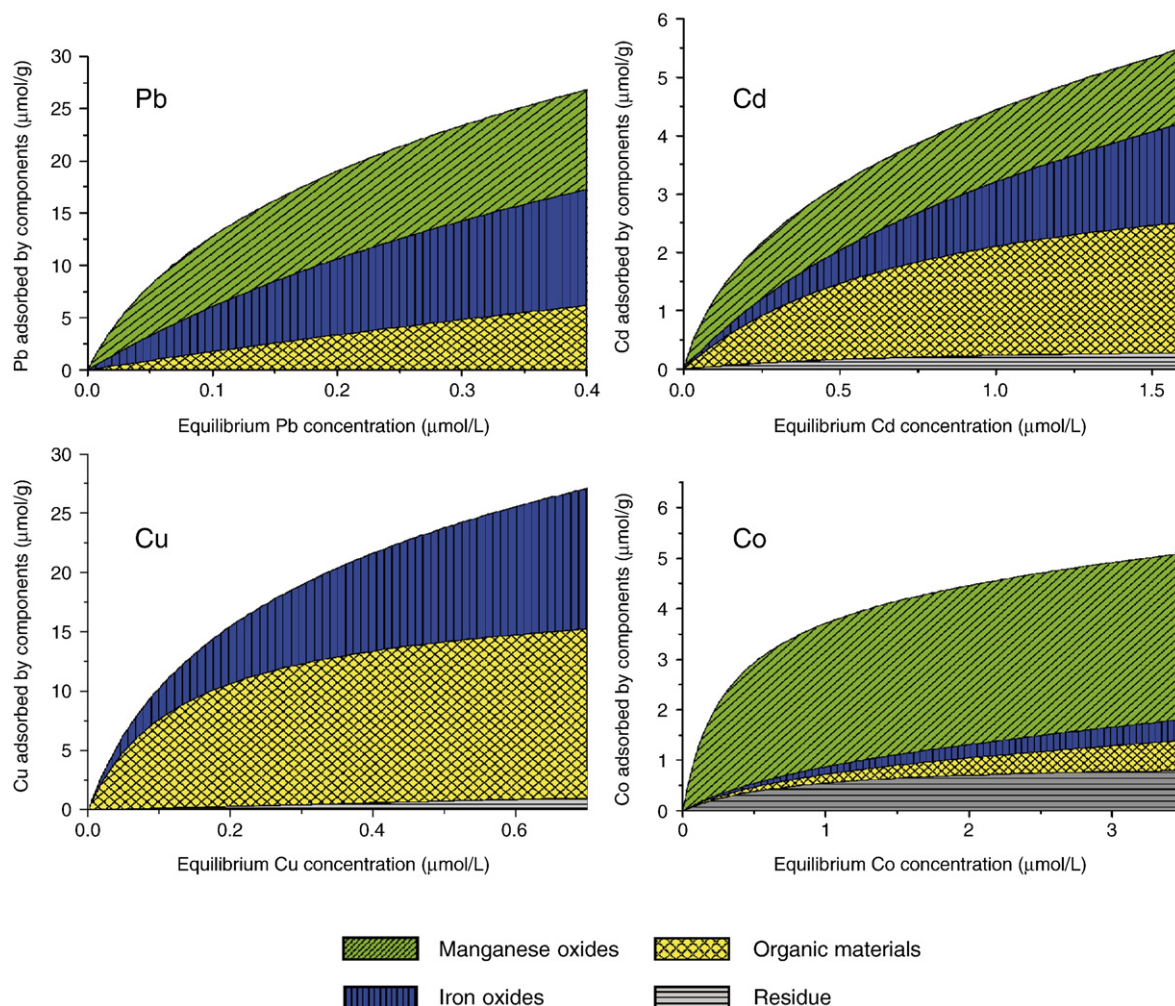 Pb
Pb adsorbed by components (μmol/g)
30
25
20
15
10
5
0
0.0 0.1 0.2 0.3 0.4
Equilibrium Pb concentration (μmol/L)
Cd
Cd adsorbed by components (μmol/g)
6
5
4
3
2
1
0
0.0 0.5 1.0 1.5
Equilibrium Cd concentration (μmol/L)
Cu
Cu adsorbed by components (μmol/g)
30
25
20
15
10
5
0
0.0 0.2 0.4 0.6
Equilibrium Cu concentration (μmol/L)
Co
Co adsorbed by components (μmol/g)
6
5
4
3
2
1
0
0 1 2 3
Equilibrium Co concentration (μmol/L)
Manganese oxides
Organic materials
Iron oxides
Residue